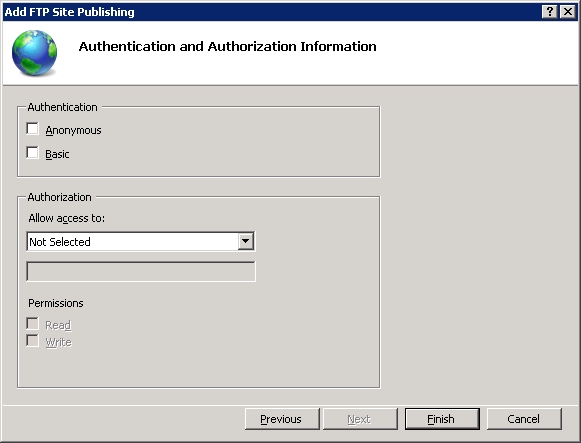 Add FTP Site Publishing
Authentication and Authorization Information
Authentication
Anonymous
Basic
Authorization
Allow access to:
Not Selected
Permissions
Read
Write
Previous Next Finish Cancel